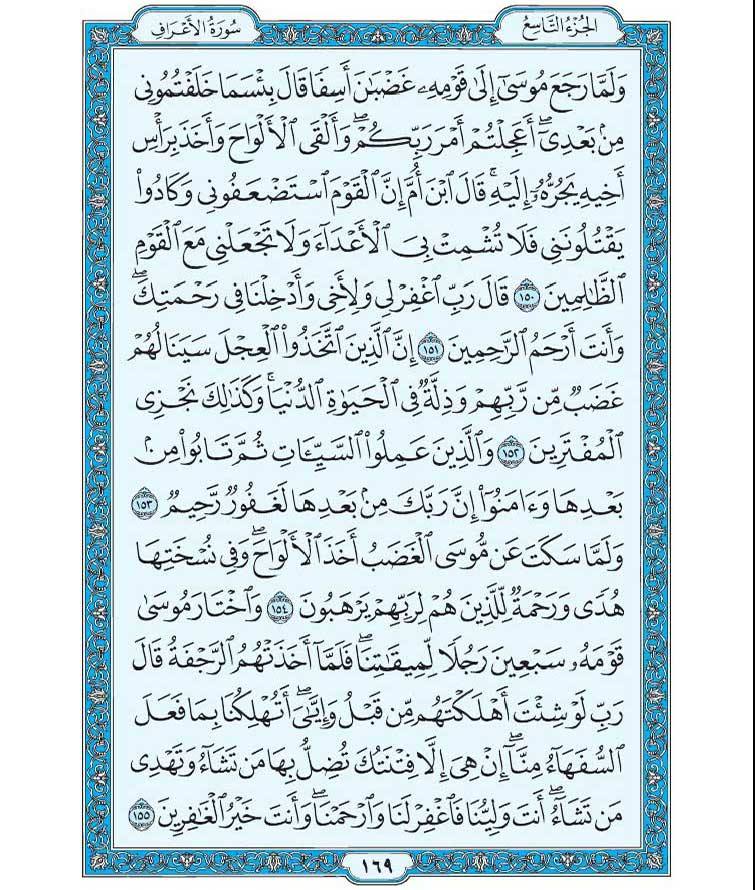 الجُزْءُ التَّاسِعُ
سُورَةُ الأَعْرَافِ
وَلَمَّا رَجَعَ مُوسَىٰٓ إِلَىٰ قَوْمِهِۦ غَضْبَٰنَ أَسِفٗا قَالَ بِئْسَمَا خَلَفْتُمُونِي
مِنۢ بَعْدِيٓۖ أَعَجِلْتُمْ أَمْرَ رَبِّكُمْۖ وَأَلْقَى ٱلْأَلْوَاحَ وَأَخَذَ بِرَأْسِ
أَخِيهِ يَجُرُّهُۥٓ إِلَيْهِۚ قَالَ ٱبْنَ أُمَّ إِنَّ ٱلْقَوْمَ ٱسْتَضْعَفُونِي وَكَادُواْ
يَقْتُلُونَنِي فَلَا تُشْمِتْ بِيَ ٱلْأَعْدَآءَ وَلَا تَجْعَلْنِي مَعَ ٱلْقَوْمِ
ٱلظَّٰلِمِينَ ١٥٠ قَالَ رَبِّ ٱغْفِرْ لِي وَلِأَخِي وَأَدْخِلْنَا فِي رَحْمَتِكَۖ
وَأَنتَ أَرْحَمُ ٱلرَّٰحِمِينَ ١٥١ إِنَّ ٱلَّذِينَ ٱتَّخَذُواْ ٱلْعِجْلَ سَيَنَالُهُمْ
غَضَبٞ مِّن رَّبِّهِمْ وَذِلَّةٞ فِي ٱلْحَيَوٰةِ ٱلدُّنْيَاۚ وَكَذَٰلِكَ نَجْزِي
ٱلْمُفْتَرِينَ ١٥٢ وَٱلَّذِينَ عَمِلُواْ ٱلسَّيِّـَٔاتِ ثُمَّ تَابُواْ مِنۢ
بَعْدِهَا وَءَامَنُوٓاْ إِنَّ رَبَّكَ مِنۢ بَعْدِهَا لَغَفُورٞ رَّحِيمٞ ١٥٣
وَلَمَّا سَكَتَ عَن مُّوسَى ٱلْغَضَبُ أَخَذَ ٱلْأَلْوَاحَۖ وَفِي نُسْخَتِهَا
هُدٗى وَرَحْمَةٞ لِّلَّذِينَ هُمْ لِرَبِّهِمْ يَرْهَبُونَ ١٥٤ وَٱخْتَارَ مُوسَىٰ
قَوْمَهُۥ سَبْعِينَ رَجُلٗا لِّمِيقَٰتِنَاۖ فَلَمَّآ أَخَذَتْهُمُ ٱلرَّجْفَةُ قَالَ
رَبِّ لَوْ شِئْتَ أَهْلَكْتَهُم مِّن قَبْلُ وَإِيَّٰيَۖ أَتُهْلِكُنَا بِمَا فَعَلَ
ٱلسُّفَهَآءُ مِنَّآۖ إِنْ هِيَ إِلَّا فِتْنَتُكَ تُضِلُّ بِهَا مَن تَشَآءُ وَتَهْدِي
مَن تَشَآءُۖ أَنتَ وَلِيُّنَا فَٱغْفِرْ لَنَا وَٱرْحَمْنَاۖ وَأَنتَ خَيْرُ ٱلْغَٰفِرِينَ ١٥٥
١٦٩